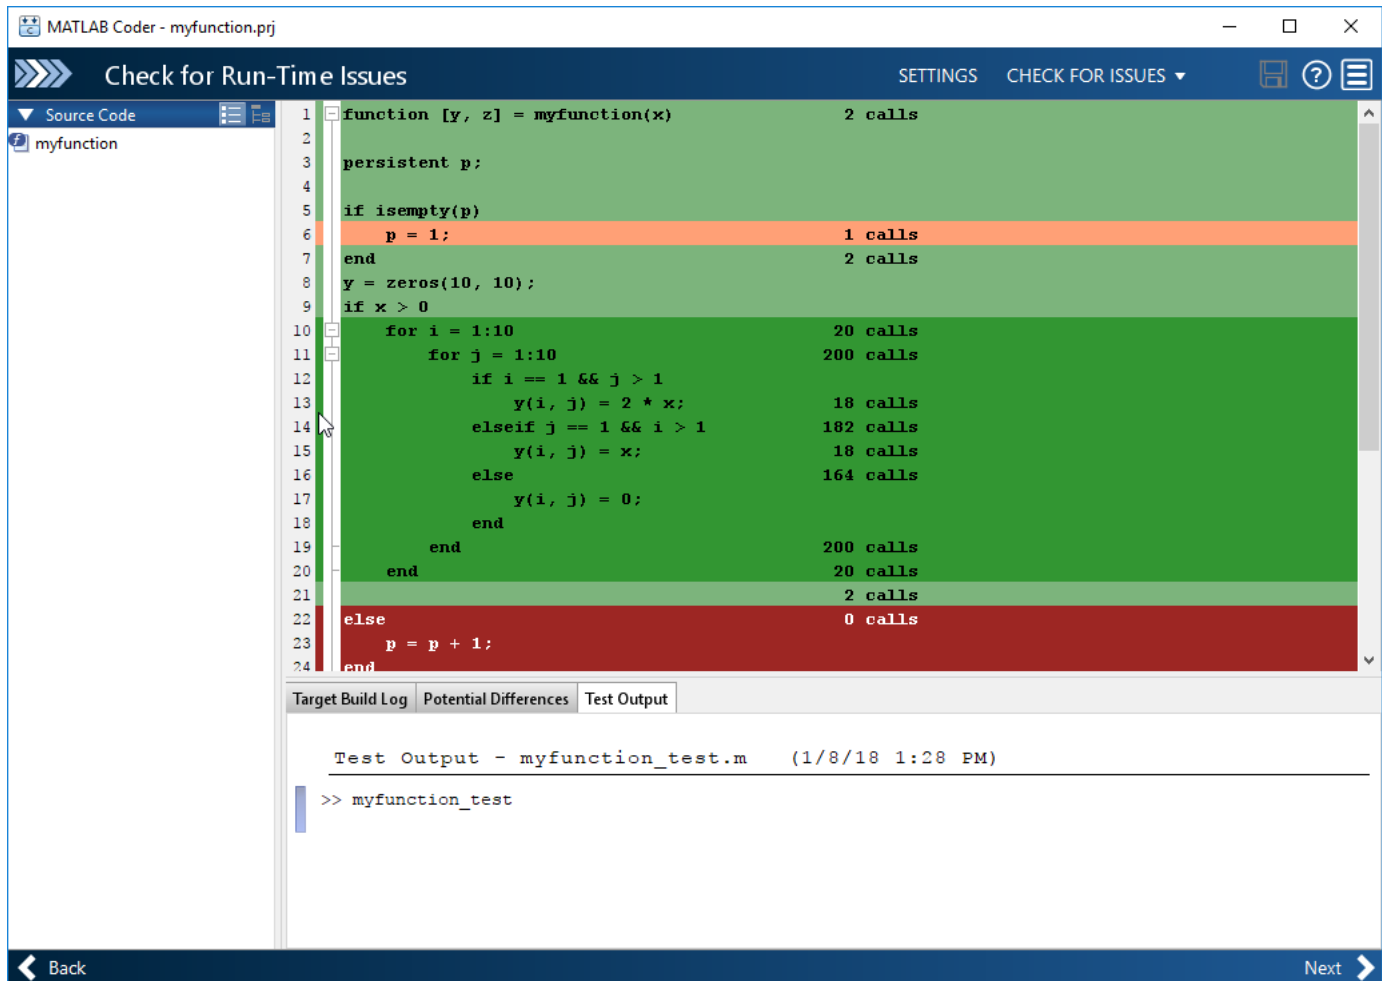 MATLAB Coder - myfunction.prj
Check for Run-Time Issues SETTINGS CHECK FOR ISSUES
Source Code
myfunction
1 function [y, z] = myfunction(x) 2 calls
2
3 persistent p;
4
5 if isempty(p)
6 p = 1; 1 calls
7 end 2 calls
8 y = zeros(10, 10);
9 if x > 0
10 for i = 1:10 20 calls
11 for j = 1:10 200 calls
12 if i == 1 && j > 1
13 y(i, j) = 2 * x; 18 calls
14 elseif j == 1 && i > 1 182 calls
15 y(i, j) = x; 18 calls
16 else 164 calls
17 y(i, j) = 0;
18 end
19 end 200 calls
20 end 20 calls
21 2 calls
22 else 0 calls
23 p = p + 1;
24 end
Target Build Log Potential Differences Test Output
Test Output - myfunction_test.m (1/8/18 1:28 PM)
>> myfunction_test
Back Next